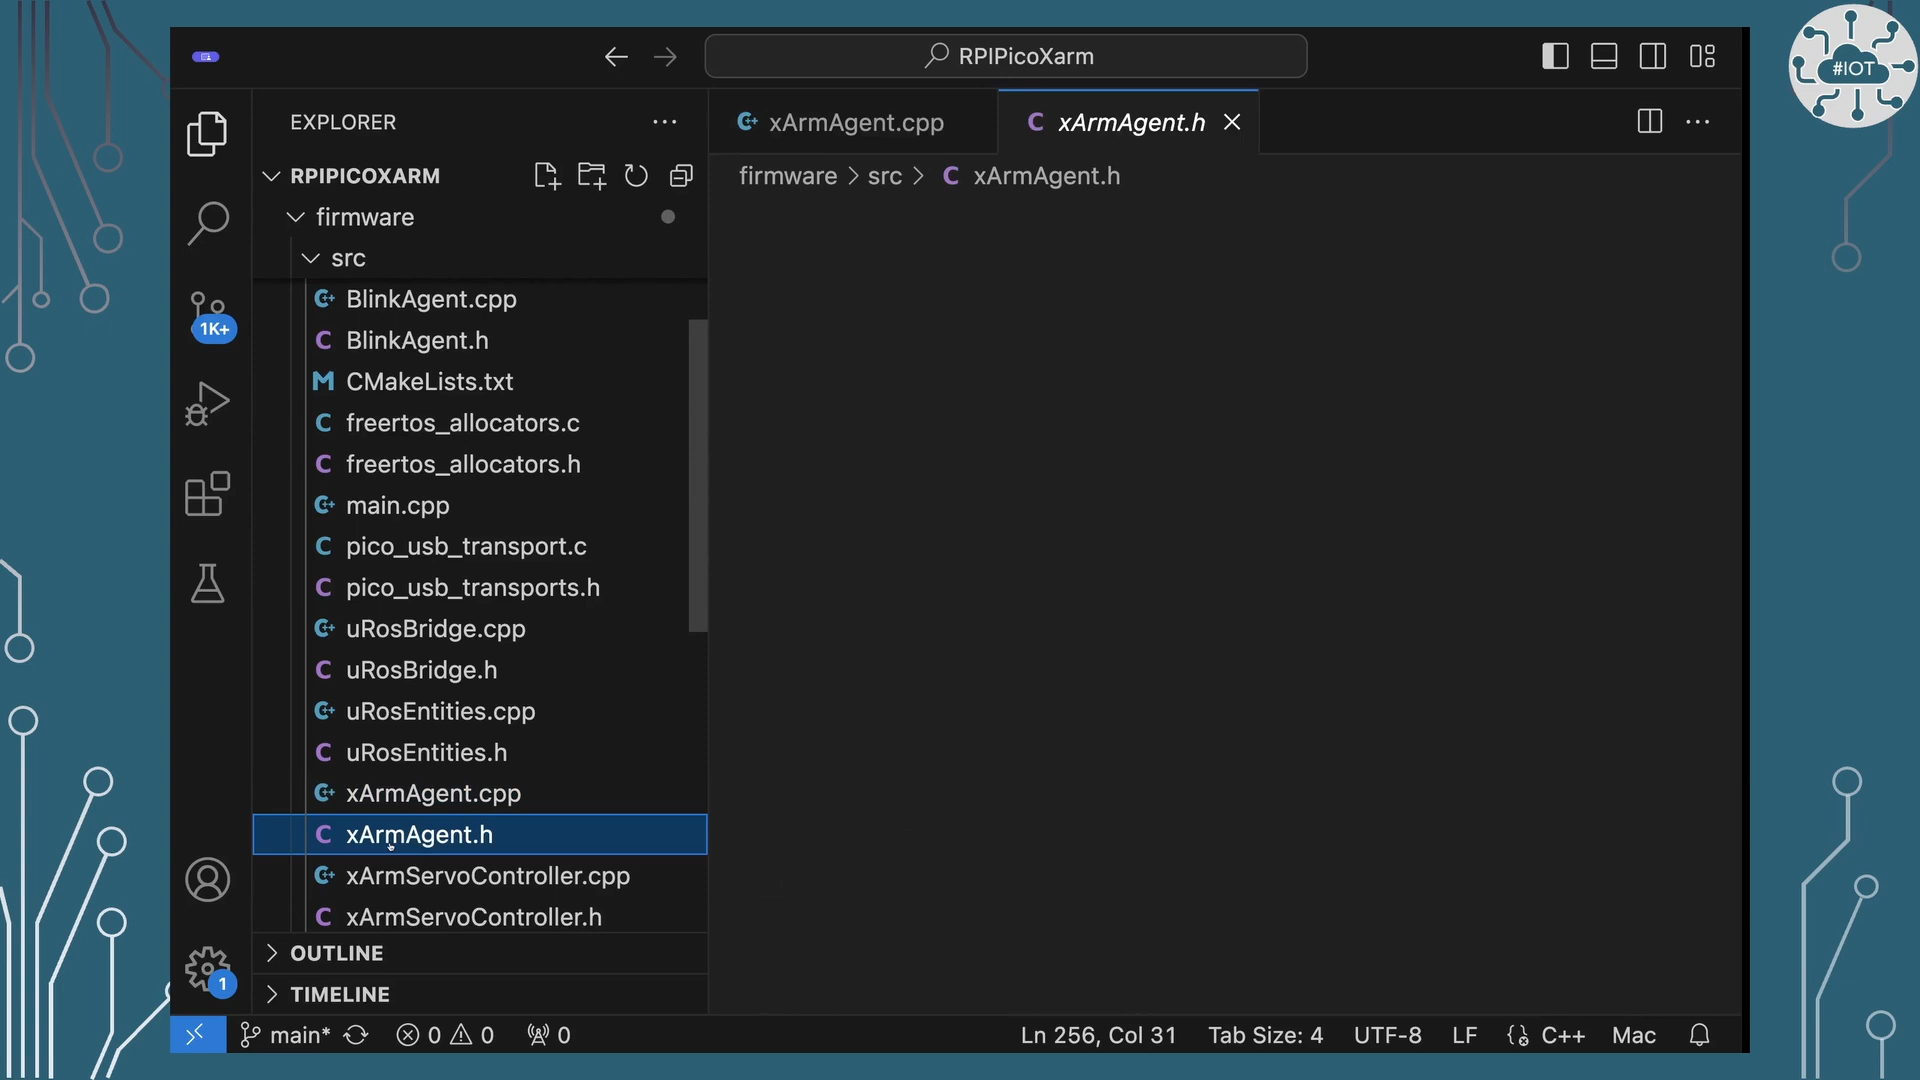 RPIPicoXarm
#IOT
EXPLORER
xArmAgent.cpp
xArmAgent.h
RPIPICOXARM
firmware > src > C xArmAgent.h
firmware
src
BlinkAgent.cpp
BlinkAgent.h
CMakeLists.txt
freertos_allocators.c
freertos_allocators.h
main.cpp
pico_usb_transport.c
pico_usb_transports.h
uRosBridge.cpp
uRosBridge.h
uRosEntities.cpp
uRosEntities.h
xArmAgent.cpp
xArmAgent.h
xArmServoController.cpp
xArmServoController.h
1K+
OUTLINE
TIMELINE
1
main* 0 0 0 Ln 256, Col 31 Tab Size: 4 UTF-8 LF {} C++ Mac